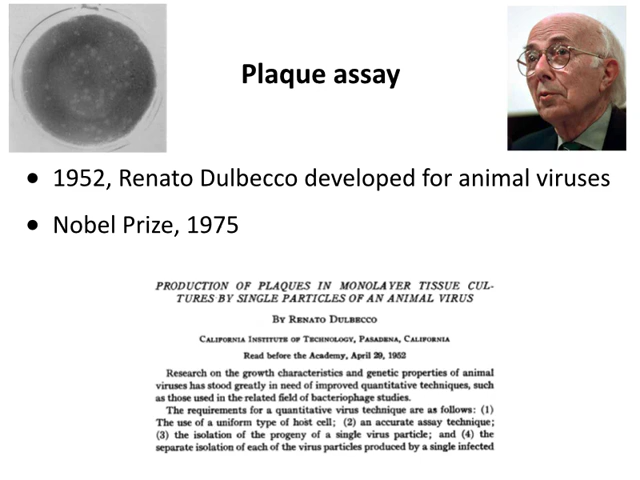 Plaque assay
• 1952, Renato Dulbecco developed for animal viruses
• Nobel Prize, 1975
PRODUCTION OF PLAQUES IN MONOLAYER TISSUE CUL-
TURES BY SINGLE PARTICLES OF AN ANIMAL VIRUS
BY RENATO DULBECCO
CALIFORNIA INSTITUTE OF TECHNOLOGY, PASADENA, CALIFORNIA
Read before the Academy, April 29, 1952
Research on the growth characteristics and genetic properties of animal
viruses has stood greatly in need of improved quantitative techniques, such
as those used in the related field of bacteriophage studies.
The requirements for a quantitative virus technique are as follows: (1)
The use of a uniform type of host cell; (2) an accurate assay technique;
(3) the isolation of the progeny of a single virus particle; and (4) the
separate isolation of each of the virus particles produced by a single infected